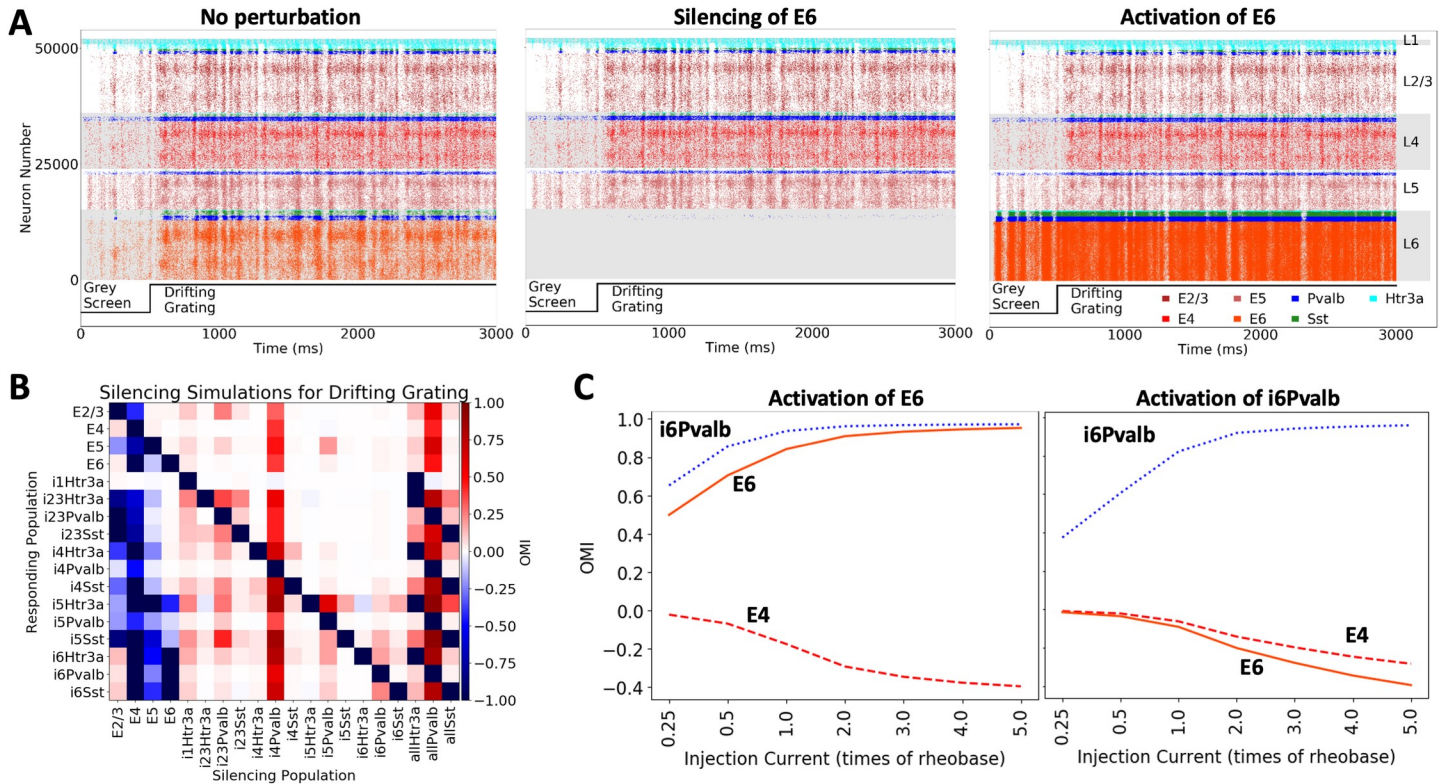 A
No perturbation
Silencing of E6
Activation of E6
50000
25000
0
Neuron Number
L1
L2/3
L4
L5
L6
Grey Screen
Drifting Grating
Grey Screen
Drifting Grating
Grey Screen
Drifting Grating
E2/3
E5
Pvalb
Htr3a
E4
E6
Sst
0 1000 2000 3000
0 1000 2000 3000
0 1000 2000 3000
Time (ms)
Time (ms)
Time (ms)
B
Silencing Simulations for Drifting Grating
Responding Population
E2/3
E4
E5
E6
i1Htr3a
i23Htr3a
i23Pvalb
i23Sst
i4Htr3a
i4Pvalb
i4Sst
i5Htr3a
i5Pvalb
i5Sst
i6Htr3a
i6Pvalb
i6Sst
E2/3
E4
E5
E6
i1Htr3a
i23Htr3a
i23Pvalb
i23Sst
i4Htr3a
i4Pvalb
i4Sst
i5Htr3a
i5Pvalb
i5Sst
i6Htr3a
i6Pvalb
i6Sst
allHtr3a
allPvalb
allSst
Silencing Population
1.00
0.75
0.50
0.25
0.00
−0.25
−0.50
−0.75
−1.00
OMI
C
Activation of E6
OMI
1.0
0.8
0.6
0.4
0.2
0.0
−0.2
−0.4
i6Pvalb
E6
E4
0.25 0.5 1.0 2.0 3.0 4.0 5.0
Injection Current (times of rheobase)
Activation of i6Pvalb
i6Pvalb
E4
E6
0.25 0.5 1.0 2.0 3.0 4.0 5.0
Injection Current (times of rheobase)